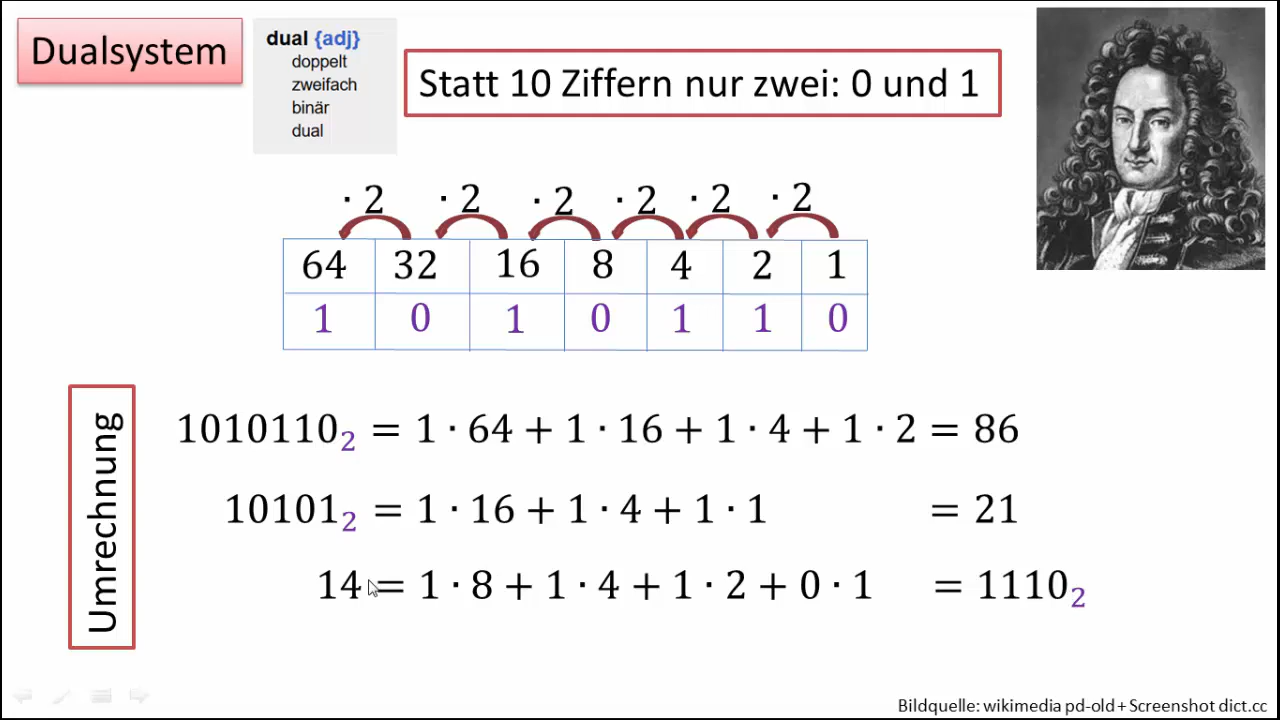 Dualsystem
dual {adj}
doppelt
zweifach
binär
dual
Statt 10 Ziffern nur zwei: 0 und 1
· 2 · 2 · 2 · 2 · 2 · 2
64 32 16 8 4 2 1
1 0 1 0 1 1 0
Umrechnung
1010110₂ = 1 · 64 + 1 · 16 + 1 · 4 + 1 · 2 = 86
10101₂ = 1 · 16 + 1 · 4 + 1 · 1 = 21
14 = 1 · 8 + 1 · 4 + 1 · 2 + 0 · 1 = 1110₂
Bildquelle: wikimedia pd-old + Screenshot dict.cc